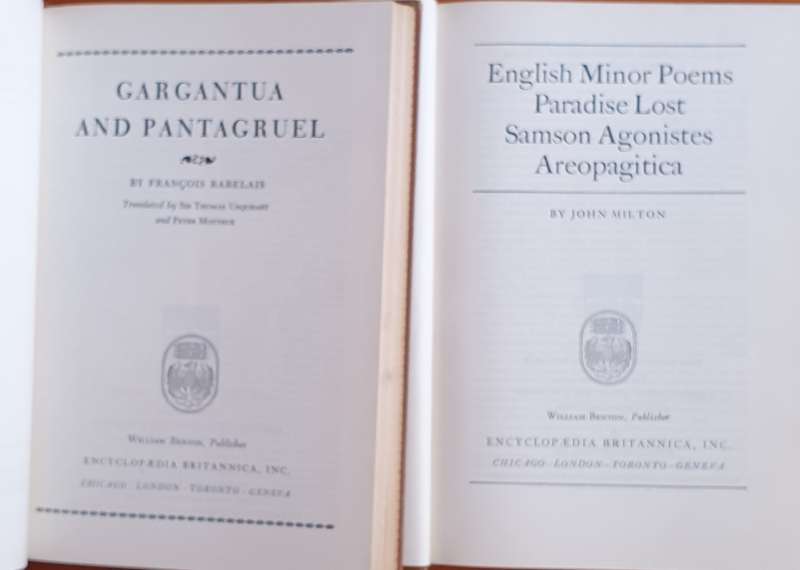 GARGANTUA
AND PANTAGRUEL
BY FRANÇOIS RABELAIS
Translated by Sir Thomas Urquhart
and Peter Motteux
William Benton, Publisher
ENCYCLOPÆDIA BRITANNICA, INC.
CHICAGO · LONDON · TORONTO · GENEVA
English Minor Poems
Paradise Lost
Samson Agonistes
Areopagitica
BY JOHN MILTON
William Benton, Publisher
ENCYCLOPÆDIA BRITANNICA, INC.
CHICAGO · LONDON · TORONTO · GENEVA